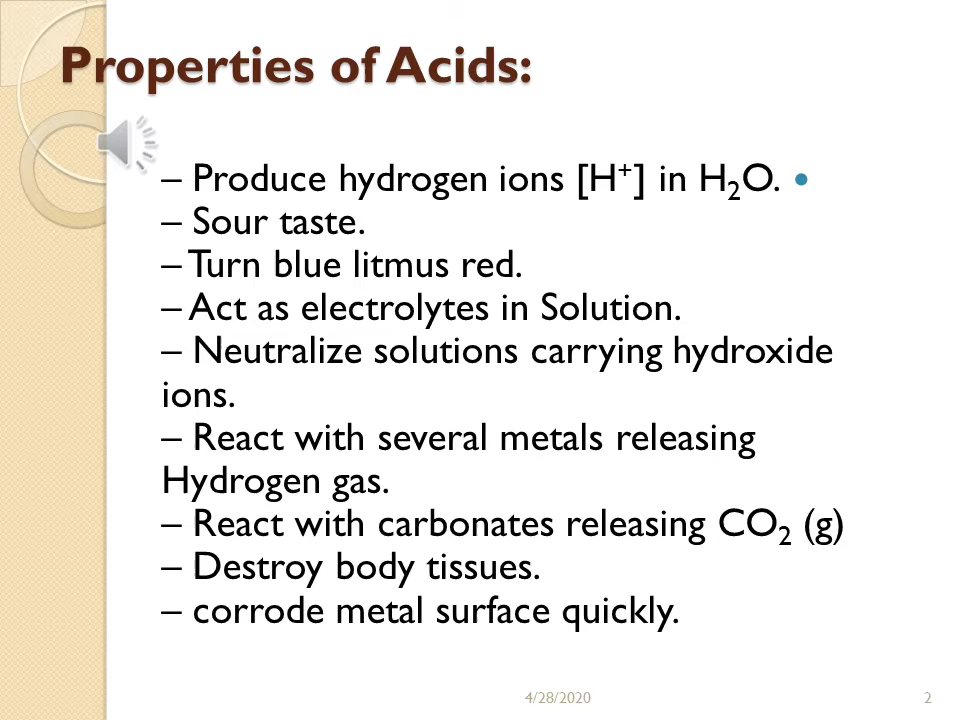 Properties of Acids:
– Produce hydrogen ions [H⁺] in H₂O. •
– Sour taste.
– Turn blue litmus red.
– Act as electrolytes in Solution.
– Neutralize solutions carrying hydroxide
ions.
– React with several metals releasing
Hydrogen gas.
– React with carbonates releasing CO₂ (g)
– Destroy body tissues.
– corrode metal surface quickly.
4/28/2020
2